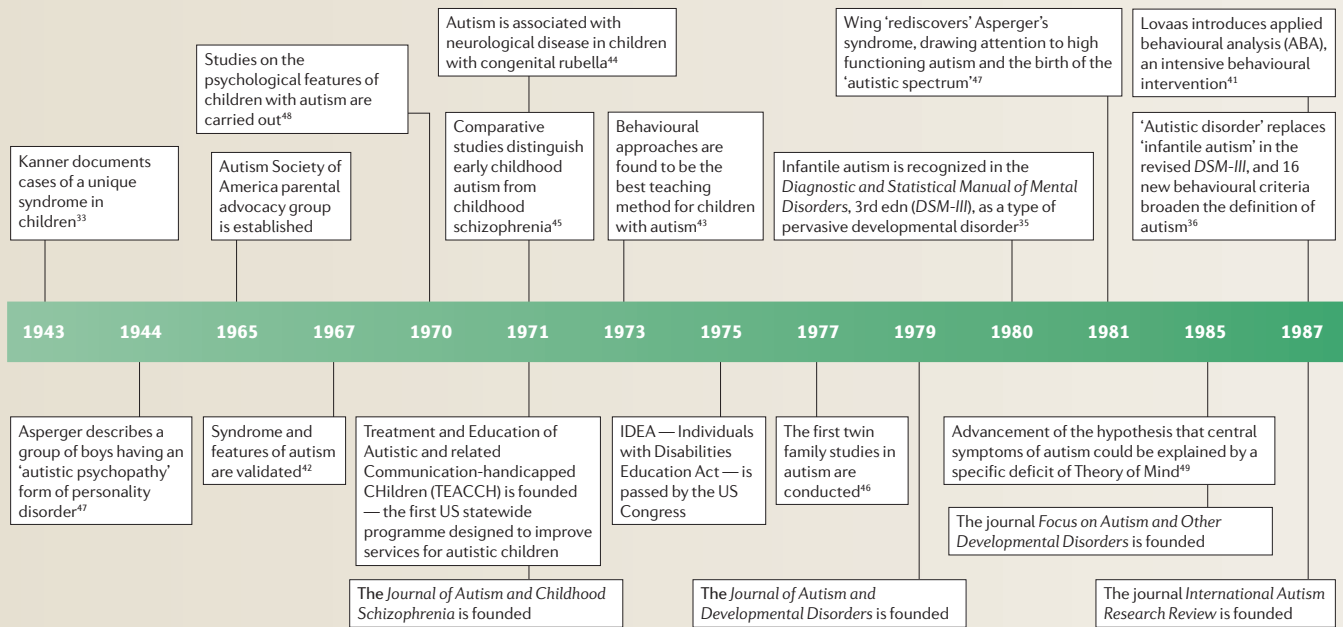 Kanner documents
cases of a unique
syndrome in
children³³
Studies on the
psychological features of
children with autism are
carried out⁴⁸
Autism Society of
America parental
advocacy group
is established
Autism is associated with
neurological disease in children
with congenital rubella⁴⁴
Comparative
studies distinguish
early childhood
autism from
childhood
schizophrenia⁴⁵
Behavioural
approaches are
found to be the
best teaching
method for children
with autism⁴³
Wing ‘rediscovers’ Asperger’s
syndrome, drawing attention to high
functioning autism and the birth of the
‘autistic spectrum’⁴⁷
Infantile autism is recognized in the
Diagnostic and Statistical Manual of Mental
Disorders, 3rd edn (DSM-III), as a type of
pervasive developmental disorder³⁵
Lovaas introduces applied
behavioural analysis (ABA),
an intensive behavioural
intervention⁴¹
‘Autistic disorder’ replaces
‘infantile autism’ in the
revised DSM-III, and 16
new behavioural criteria
broaden the definition of
autism³⁶
1943 1944 1965 1967 1970 1971 1973 1975 1977 1979 1980 1981 1985 1987
Asperger describes a
group of boys having an
‘autistic psychopathy’
form of personality
disorder⁴⁷
Syndrome and
features of autism
are validated⁴²
Treatment and Education of
Autistic and related
Communication-handicapped
CHildren (TEACCH) is founded
— the first US statewide
programme designed to improve
services for autistic children
The Journal of Autism and Childhood
Schizophrenia is founded
IDEA — Individuals
with Disabilities
Education Act — is
passed by the US
Congress
The first twin
family studies in
autism are
conducted⁴⁶
The Journal of Autism and
Developmental Disorders is founded
Advancement of the hypothesis that central
symptoms of autism could be explained by a
specific deficit of Theory of Mind⁴⁹
The journal Focus on Autism and Other
Developmental Disorders is founded
The journal International Autism
Research Review is founded